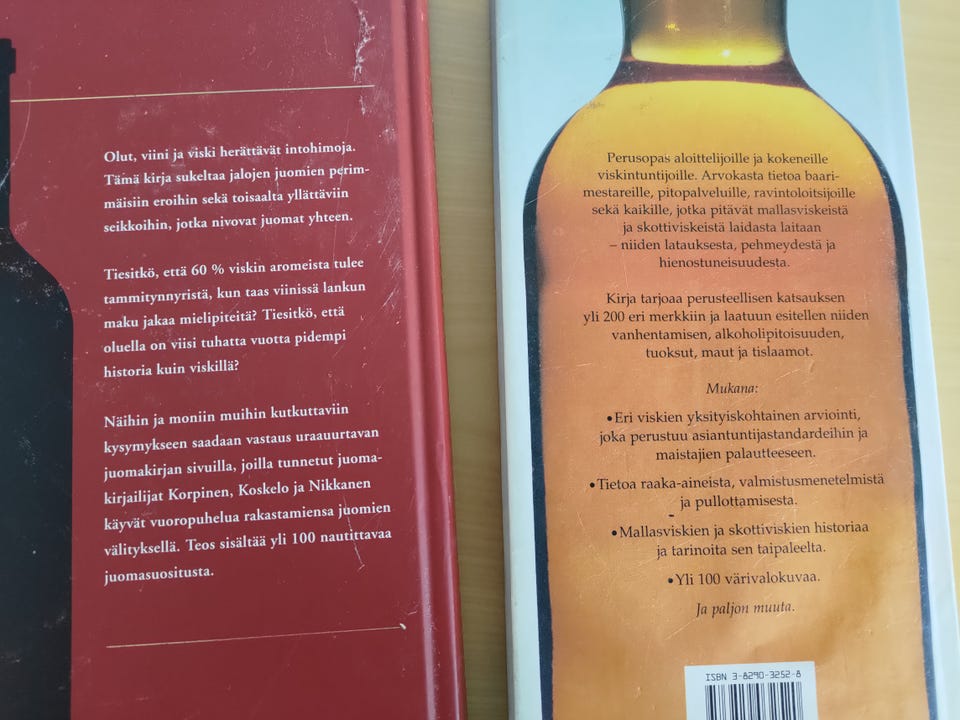 Olut, viini ja viski herättävät intohimoja.
Tämä kirja sukeltaa jalojen juomien perim-
mäisiin eroihin sekä toisaalta yllättäviin
seikkoihin, jotka nivovat juomat yhteen.
Tiesitkö, että 60 % viskin aromeista tulee
tammitynnyristä, kun taas viinissä lankun
maku jakaa mielipiteitä? Tiesitkö, että
oluella on viisi tuhatta vuotta pidempi
historia kuin viskillä?
Näihin ja moniin muihin kutkuttaviin
kysymykseen saadaan vastaus uraauurtavan
juomakirjan sivuilla, joilla tunnetut juoma-
kirjailijat Korpinen, Koskelo ja Nikkanen
käyvät vuoropuhelua rakastamiensa juomien
välityksellä. Teos sisältää yli 100 nautittavaa
juomasuositusta.
Perusopas aloittelijoille ja kokeneille
viskintuntijoille. Arvokasta tietoa baari-
mestareille, pitopalveluille, ravintoloitsijoille
sekä kaikille, jotka pitävät mallasviskeistä
ja skottiviskeistä laidasta laitaan
– niiden latauksesta, pehmeydestä ja
hienostuneisuudesta.
Kirja tarjoaa perusteellisen katsauksen
yli 200 eri merkkiin ja laatuun esitellen niiden
vanhentamisen, alkoholipitoisuuden,
tuoksut, maut ja tislaamot.
Mukana:
•Eri viskien yksityiskohtainen arviointi,
joka perustuu asiantuntijastandardeihin ja
maistajien palautteeseen.
•Tietoa raaka-aineista, valmistusmenetelmistä
ja pullottamisesta.
•Mallasviskien ja skottiviskien historiaa
ja tarinoita sen taipaleelta.
•Yli 100 värivalokuvaa.
Ja paljon muuta.
ISBN 3-8290-3252-8